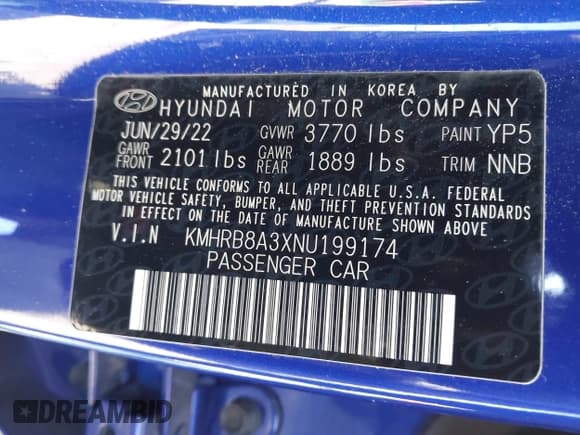 MANUFACTURED IN KOREA BY
HYUNDAI MOTOR COMPANY
JUN/29/22 GVWR 3770 lbs PAINT YP5
GAWR FRONT 2101 lbs GAWR REAR 1889 lbs TRIM NNB
THIS VEHICLE CONFORMS TO ALL APPLICABLE U.S.A. FEDERAL
MOTOR VEHICLE SAFETY, BUMPER, AND THEFT PREVENTION STANDARDS
IN EFFECT ON THE DATE OF MANUFACTURE SHOWN ABOVE
V.I.N KMHRB8A3XNU199174
PASSENGER CAR
DREAMBID